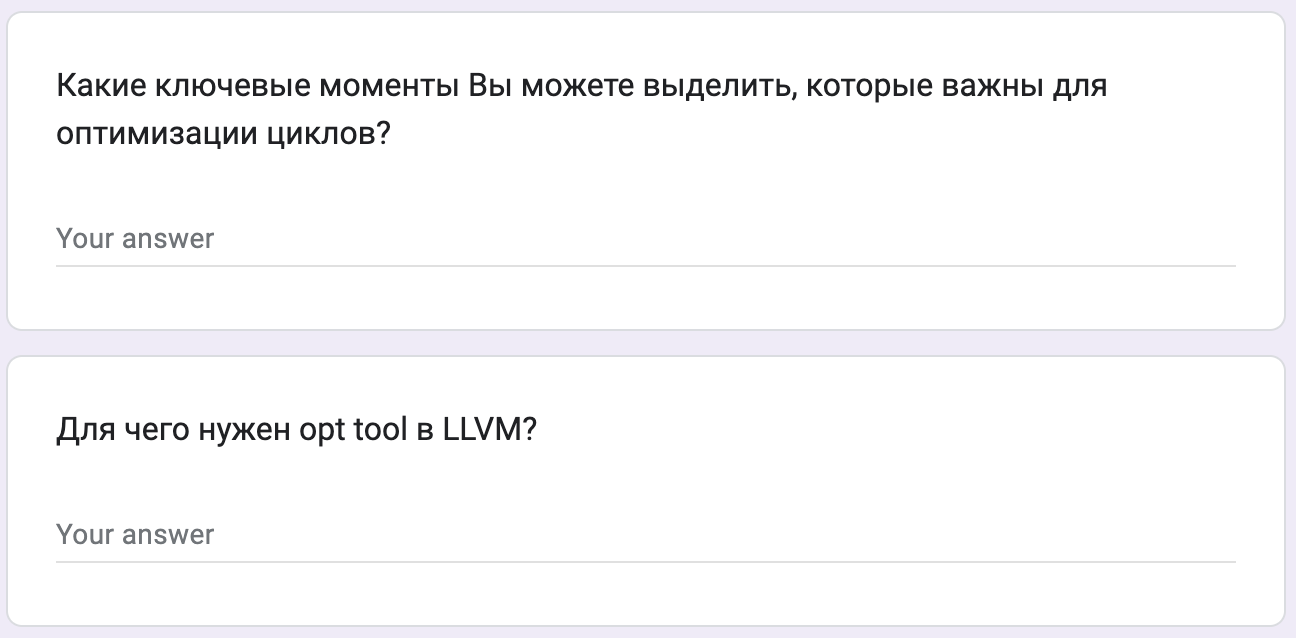 Какие ключевые моменты Вы можете выделить, которые важны для
оптимизации циклов?
Your answer
Для чего нужен opt tool в LLVM?
Your answer